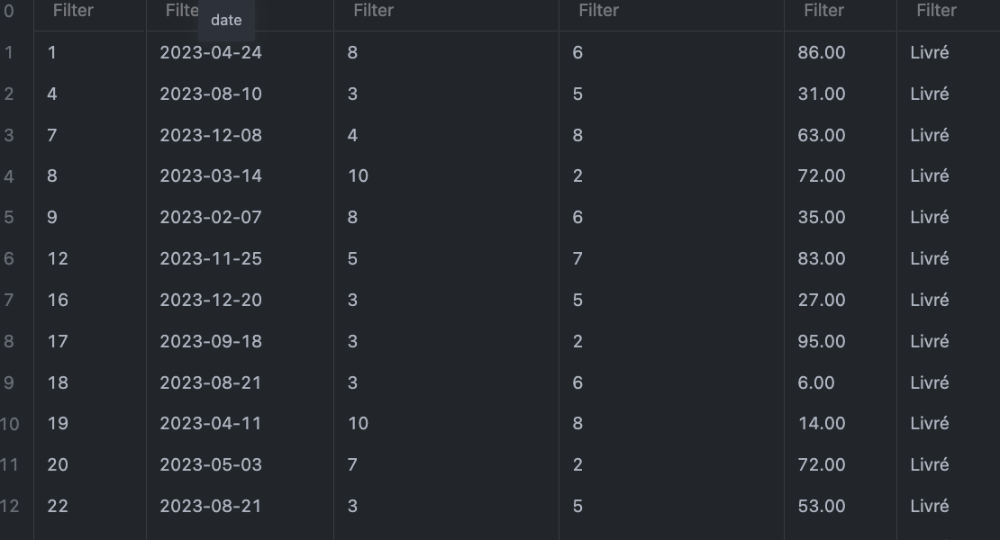 0 Filter Filte date Filter Filter Filter Filter
1 1 2023-04-24 8 6 86.00 Livré
2 4 2023-08-10 3 5 31.00 Livré
3 7 2023-12-08 4 8 63.00 Livré
4 8 2023-03-14 10 2 72.00 Livré
5 9 2023-02-07 8 6 35.00 Livré
6 12 2023-11-25 5 7 83.00 Livré
7 16 2023-12-20 3 5 27.00 Livré
8 17 2023-09-18 3 2 95.00 Livré
9 18 2023-08-21 3 6 6.00 Livré
10 19 2023-04-11 10 8 14.00 Livré
11 20 2023-05-03 7 2 72.00 Livré
12 22 2023-08-21 3 5 53.00 Livré